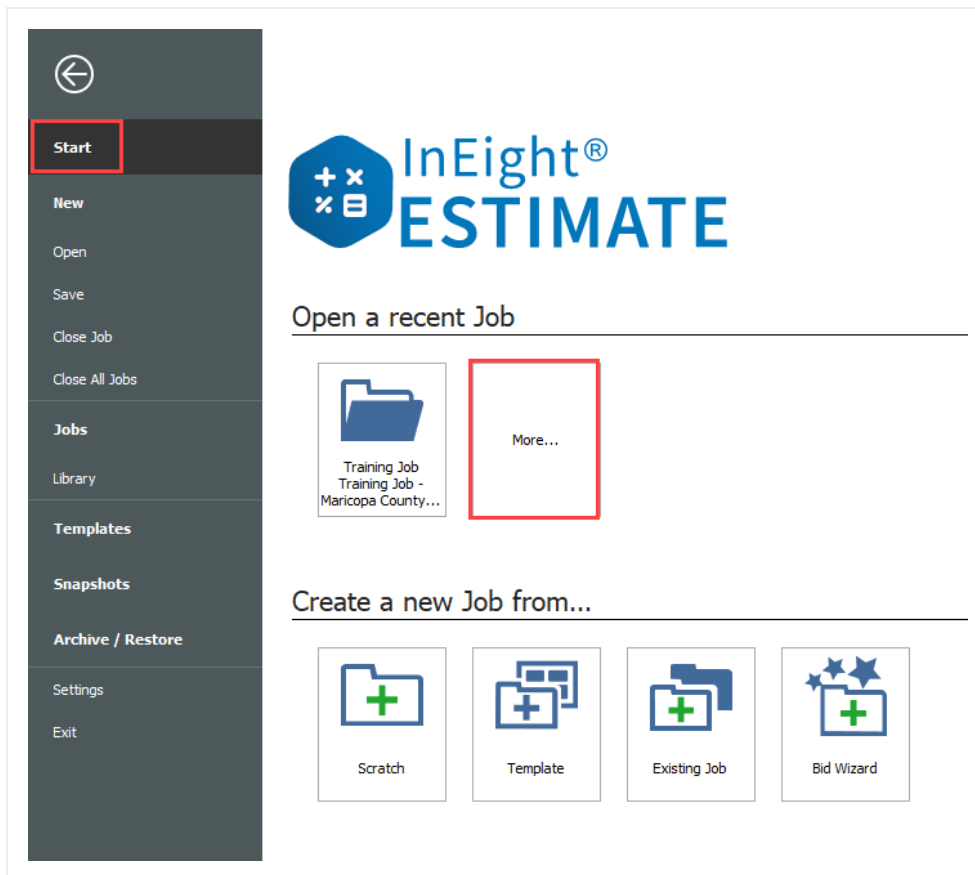 Start
New
Open
Save
Close Job
Close All Jobs
Jobs
Library
Templates
Snapshots
Archive / Restore
Settings
Exit
InEight®
ESTIMATE
Open a recent Job
Training Job
Training Job -
Maricopa County...
More...
Create a new Job from...
Scratch
Template
Existing Job
Bid Wizard